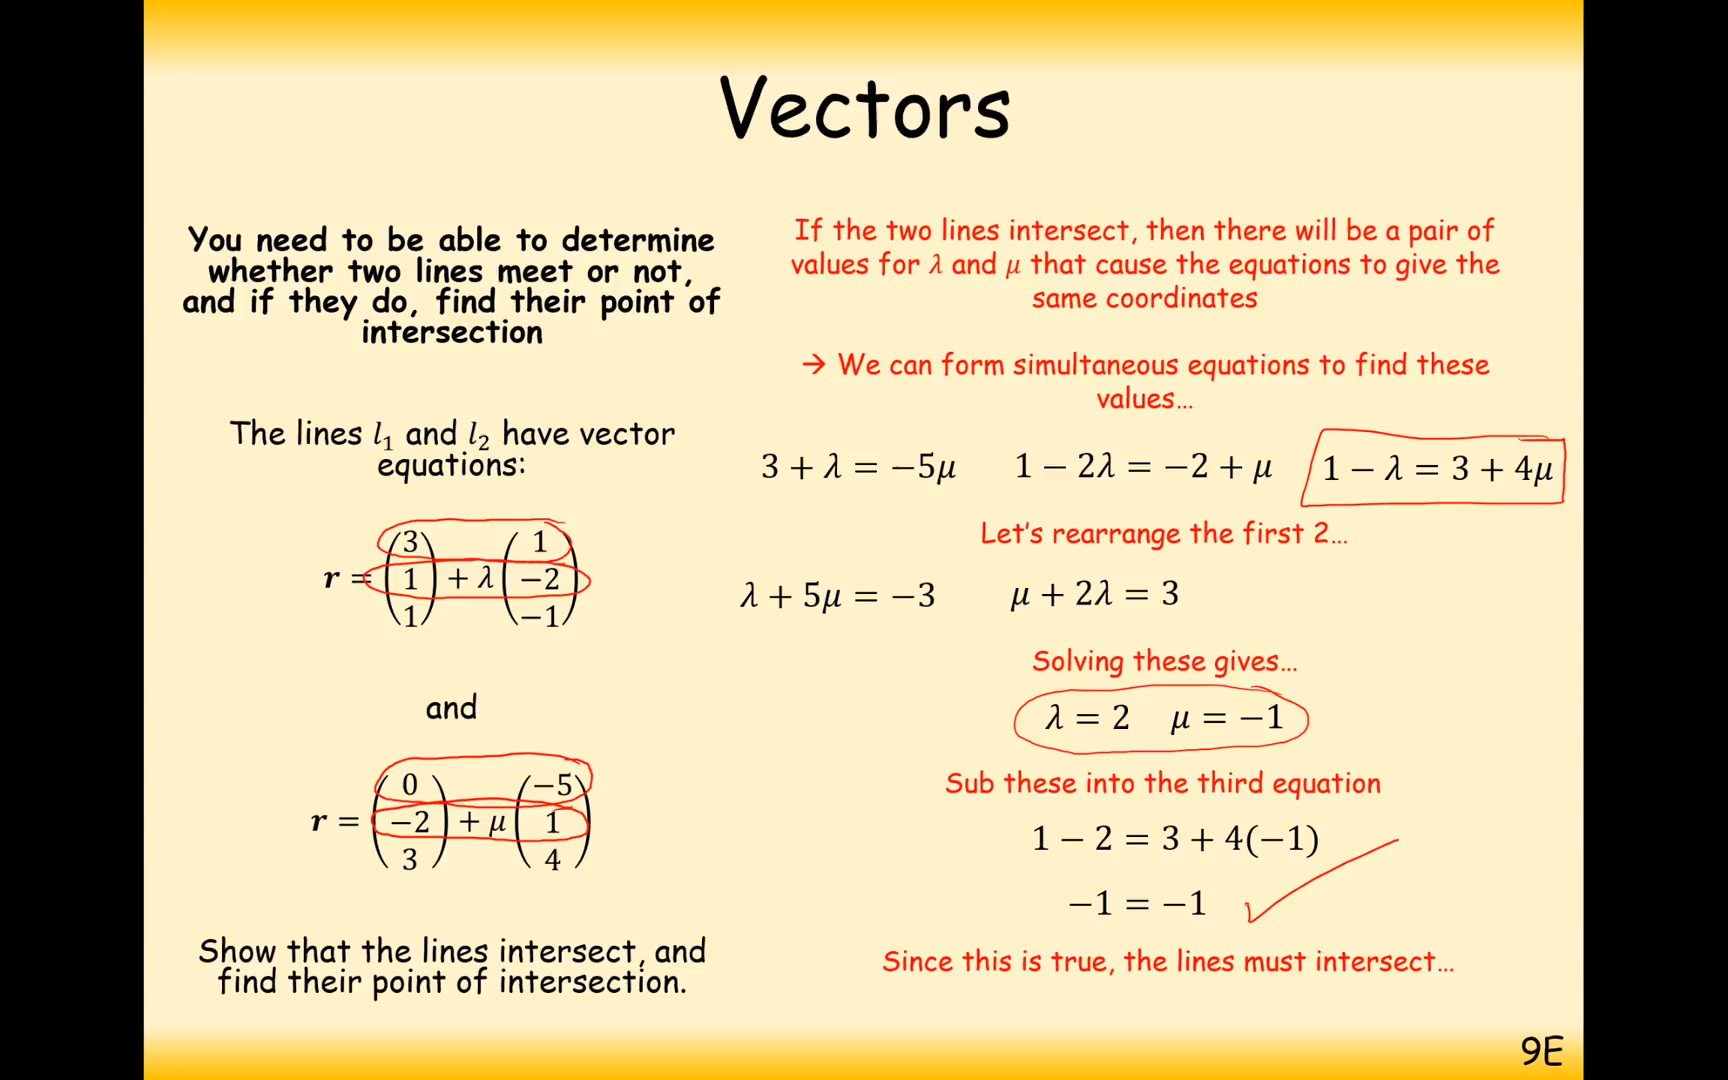 Vectors
You need to be able to determine
whether two lines meet or not,
and if they do, find their point of
intersection
The lines l₁ and l₂ have vector
equations:
r = (3 1 1) + λ (1 −2 −1)
and
r = (0 −2 3) + μ (−5 1 4)
Show that the lines intersect, and
find their point of intersection.
If the two lines intersect, then there will be a pair of
values for λ and μ that cause the equations to give the
same coordinates
→ We can form simultaneous equations to find these
values…
3 + λ = −5μ 1 − 2λ = −2 + μ 1 − λ = 3 + 4μ
Let's rearrange the first 2…
λ + 5μ = −3 μ + 2λ = 3
Solving these gives…
λ = 2 μ = −1
Sub these into the third equation
1 − 2 = 3 + 4(−1)
−1 = −1
Since this is true, the lines must intersect…
9E